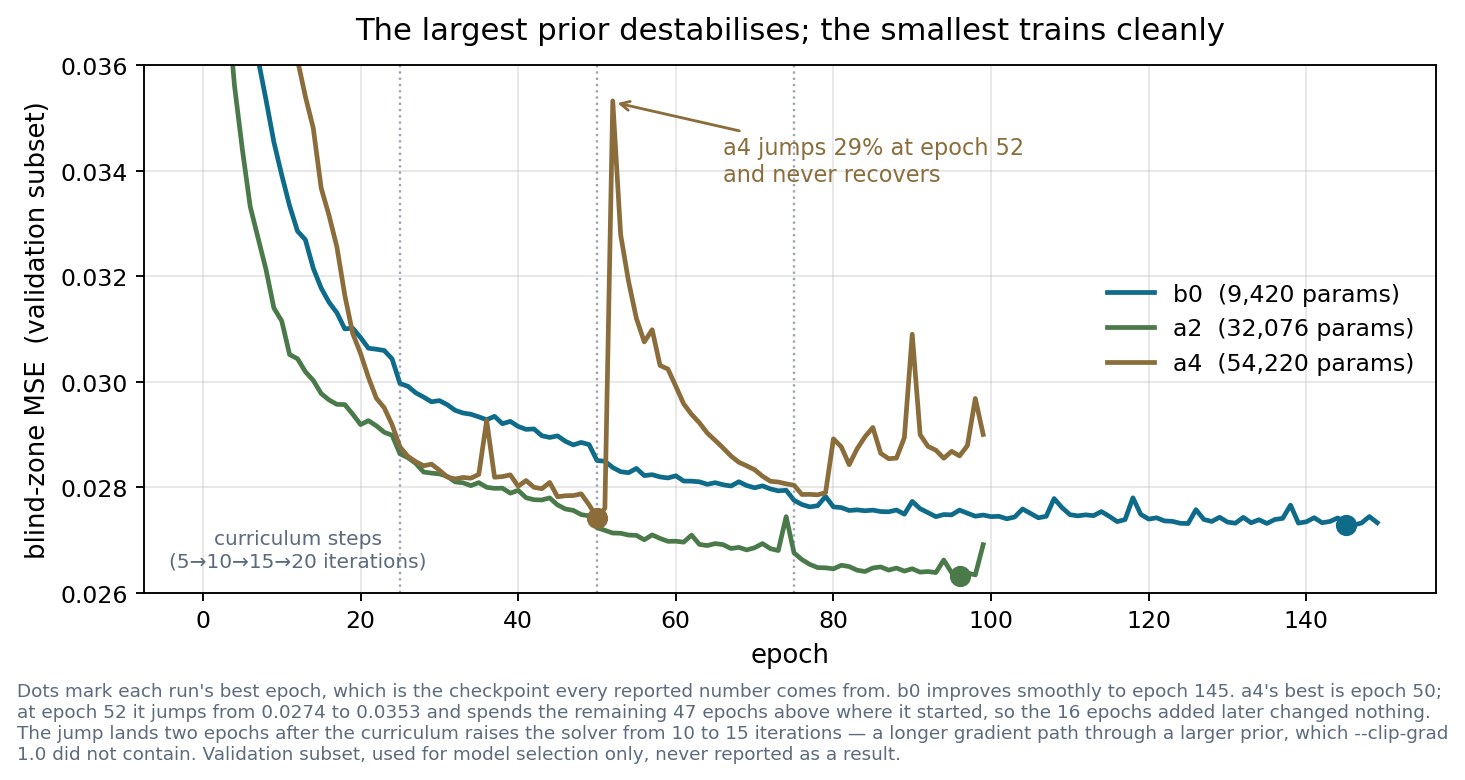 The largest prior destabilises; the smallest trains cleanly
0.036
0.034
0.032
0.030
0.028
0.026
blind-zone MSE  (validation subset)
a4 jumps 29% at epoch 52
and never recovers
b0  (9,420 params)
a2  (32,076 params)
a4  (54,220 params)
curriculum steps
(5→10→15→20 iterations)
0 20 40 60 80 100 120 140
epoch
Dots mark each run's best epoch, which is the checkpoint every reported number comes from. b0 improves smoothly to epoch 145. a4's best is epoch 50;
at epoch 52 it jumps from 0.0274 to 0.0353 and spends the remaining 47 epochs above where it started, so the 16 epochs added later changed nothing.
The jump lands two epochs after the curriculum raises the solver from 10 to 15 iterations — a longer gradient path through a larger prior, which --clip-grad
1.0 did not contain. Validation subset, used for model selection only, never reported as a result.